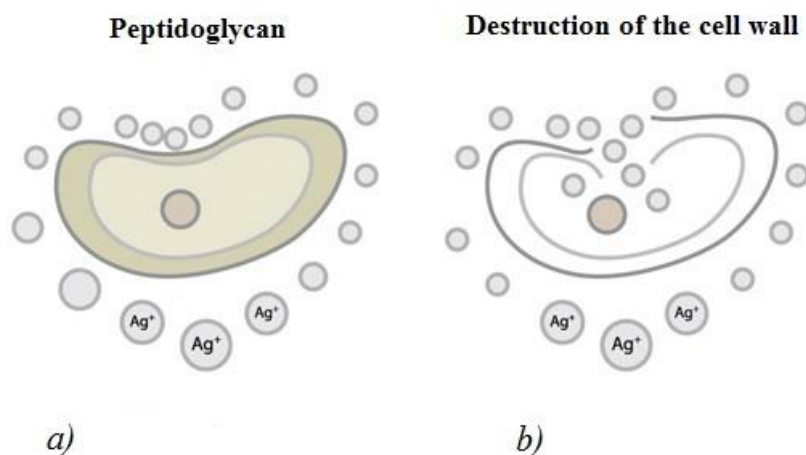 Peptidoglycan
Destruction of the cell wall
Ag⁺
Ag⁺
Ag⁺
Ag⁺
Ag⁺
Ag⁺
a)
b)